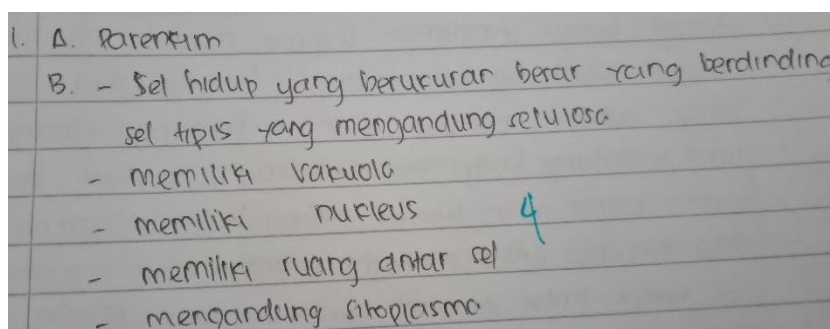 1. A. Parenkim
B. - Sel hidup yang berukuran besar yang berdinding
sel tipis yang mengandung selulosa
- memiliki vakuola
- memiliki nukleus 4
- memiliki ruang antar sel
- mengandung sitoplasma